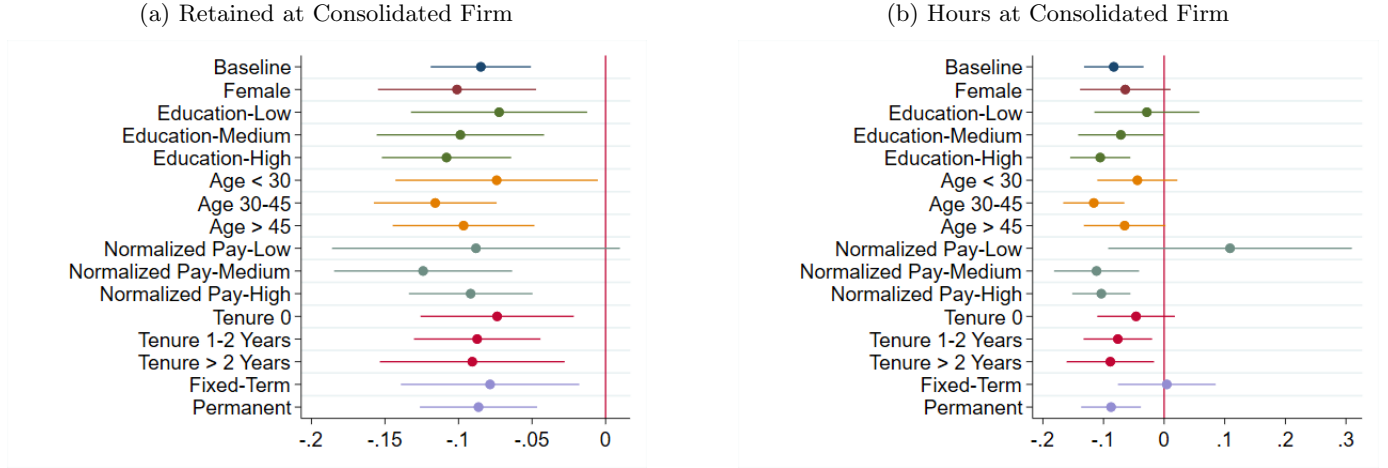 (a) Retained at Consolidated Firm
Baseline
Female
Education-Low
Education-Medium
Education-High
Age < 30
Age 30-45
Age > 45
Normalized Pay-Low
Normalized Pay-Medium
Normalized Pay-High
Tenure 0
Tenure 1-2 Years
Tenure > 2 Years
Fixed-Term
Permanent
-.2 -.15 -.1 -.05 0
(b) Hours at Consolidated Firm
Baseline
Female
Education-Low
Education-Medium
Education-High
Age < 30
Age 30-45
Age > 45
Normalized Pay-Low
Normalized Pay-Medium
Normalized Pay-High
Tenure 0
Tenure 1-2 Years
Tenure > 2 Years
Fixed-Term
Permanent
-.2 -.1 0 .1 .2 .3